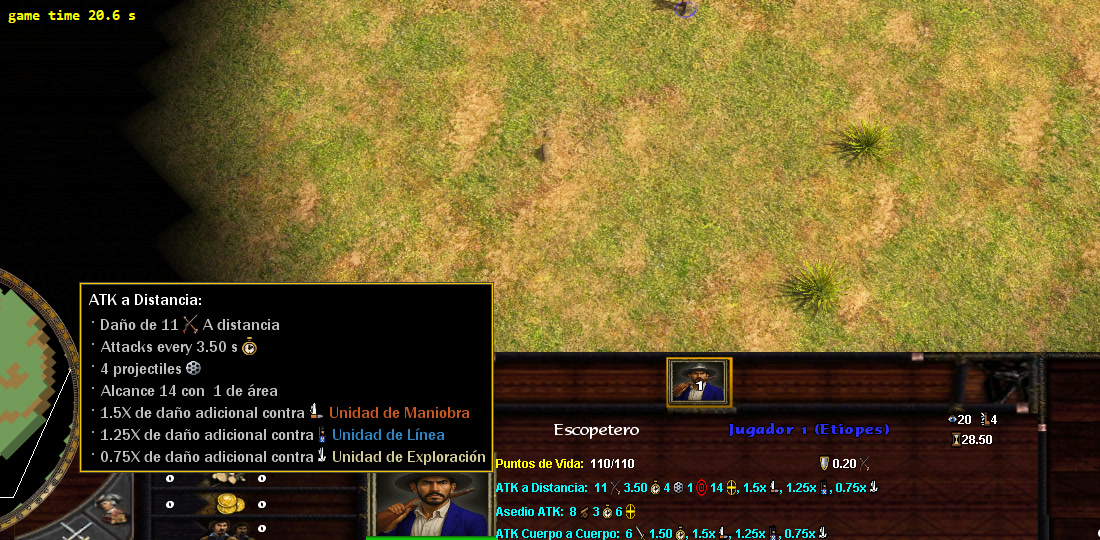 game time 20.6 s
ATK a Distancia:
· Daño de 11 A distancia
· Attacks every 3.50 s
· 4 projectiles
· Alcance 14 con 1 de área
· 1.5X de daño adicional contra Unidad de Maniobra
· 1.25X de daño adicional contra Unidad de Línea
· 0.75X de daño adicional contra Unidad de Exploración
1
Escopetero
Jugador 1 (Etiopes)
20 4
28.50
Puntos de Vida: 110/110 0.20
ATK a Distancia: 11 3.50 4 1 14 , 1.5x , 1.25x , 0.75x
Asedio ATK: 8 3 6
ATK Cuerpo a Cuerpo: 6 1.50 , 1.5x , 1.25x , 0.75x
0 0
0 0
0